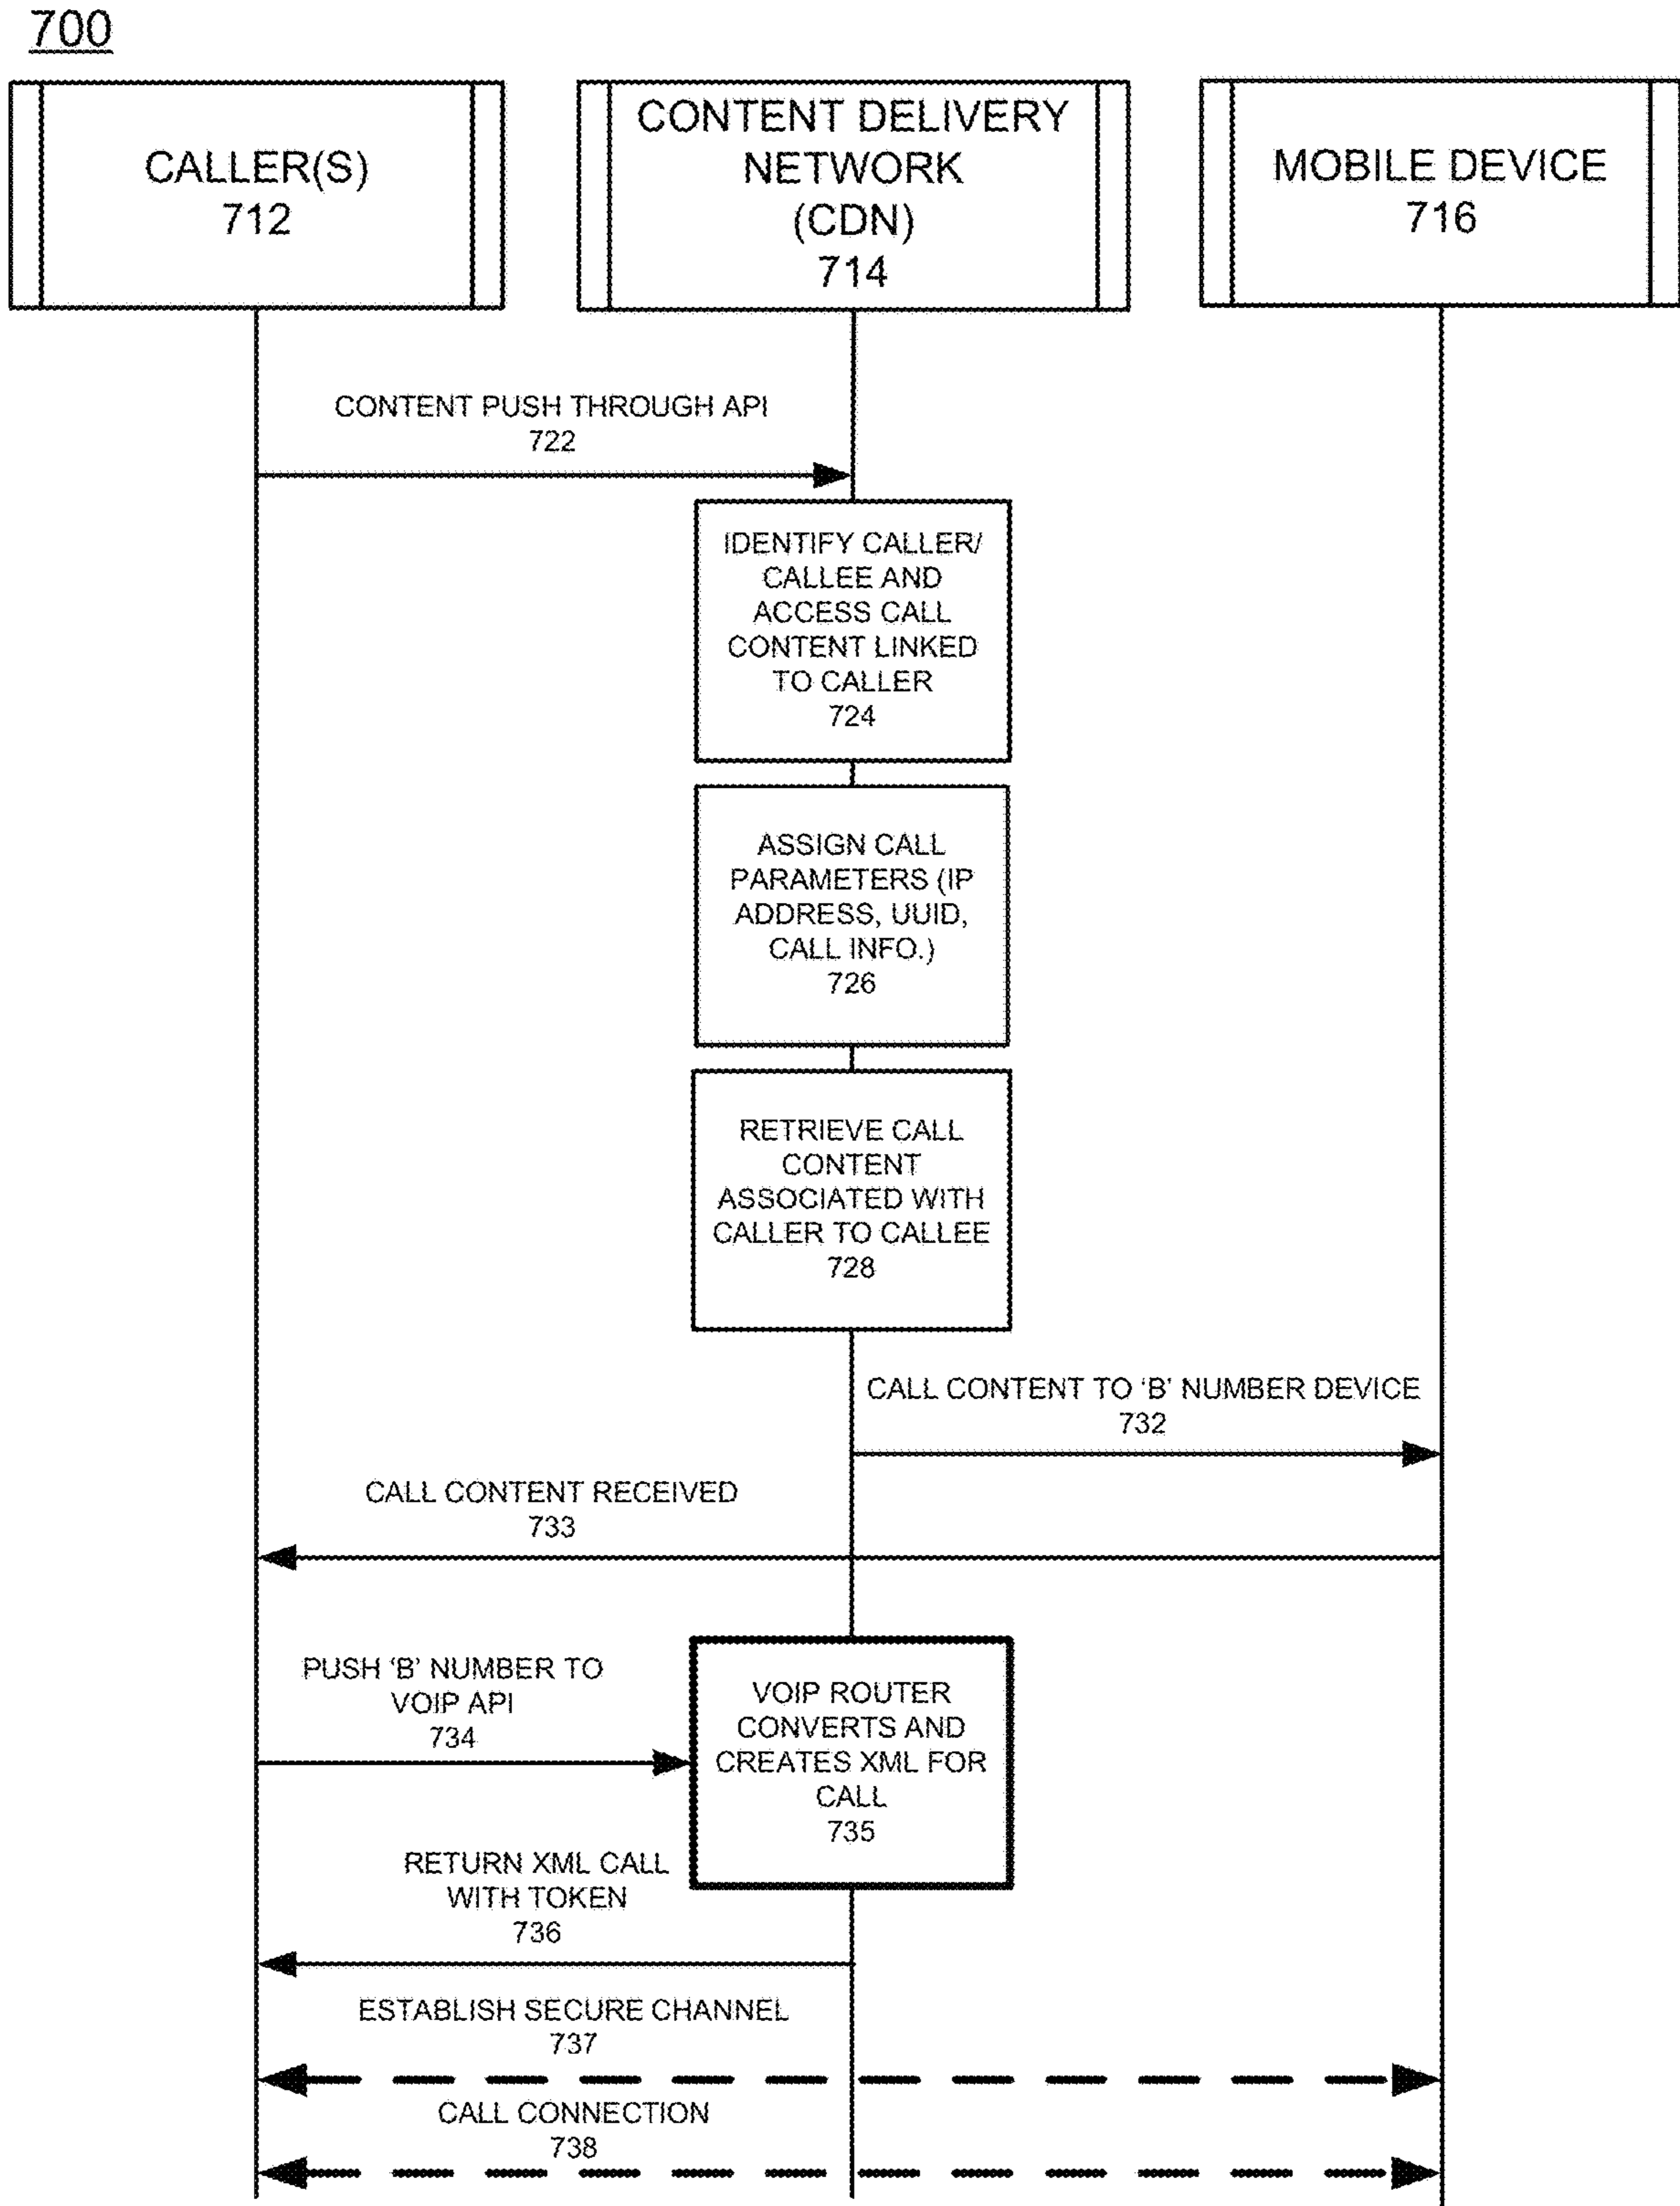 700
CALLER(S)
712
CONTENT DELIVERY
NETWORK
(CDN)
714
MOBILE DEVICE
716
CONTENT PUSH THROUGH API
722
IDENTIFY CALLER/
CALLEE AND
ACCESS CALL
CONTENT LINKED
TO CALLER
724
ASSIGN CALL
PARAMETERS (IP
ADDRESS, UUID,
CALL INFO.)
726
RETRIEVE CALL
CONTENT
ASSOCIATED WITH
CALLER TO CALLEE
728
CALL CONTENT TO ‘B’ NUMBER DEVICE
732
CALL CONTENT RECEIVED
733
PUSH ‘B’ NUMBER TO
VOIP API
734
VOIP ROUTER
CONVERTS AND
CREATES XML FOR
CALL
735
RETURN XML CALL
WITH TOKEN
736
ESTABLISH SECURE CHANNEL
737
CALL CONNECTION
738